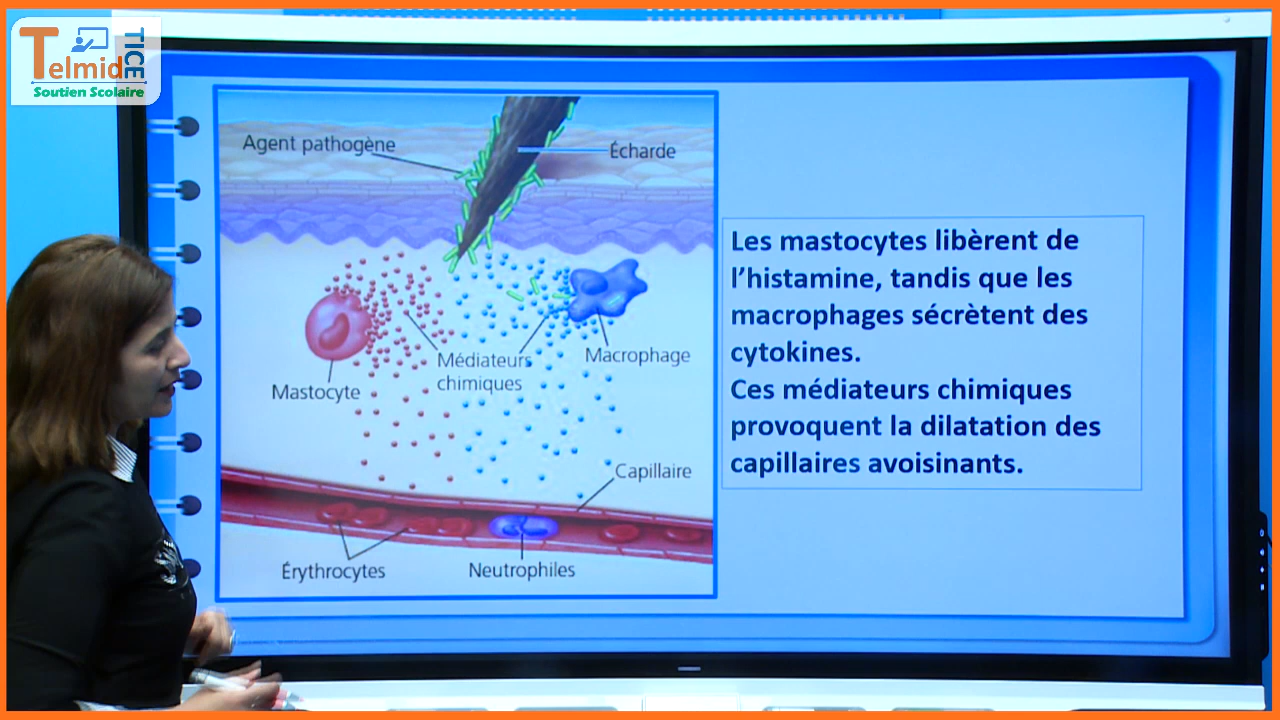 Telmid TICE
Soutien Scolaire
Agent pathogène
Écharde
Médiateurs
chimiques
Macrophage
Mastocyte
Capillaire
Érythrocytes
Neutrophiles
Les mastocytes libèrent de
l’histamine, tandis que les
macrophages sécrètent des
cytokines.
Ces médiateurs chimiques
provoquent la dilatation des
capillaires avoisinants.